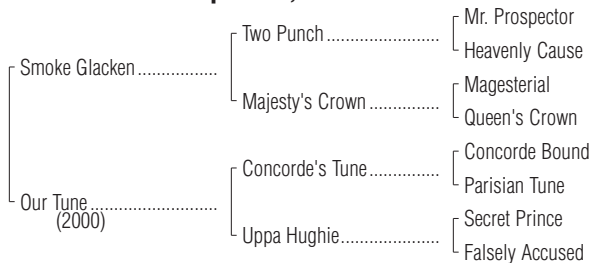 Mr. Prospector
Two Punch ......................
Heavenly Cause
Smoke Glacken ...............
Magesterial
Majesty's Crown ..............
Queen's Crown
Concorde Bound
Concorde's Tune ..............
Parisian Tune
Our Tune ........................
(2000)
Secret Prince
Uppa Hughie ...................
Falsely Accused